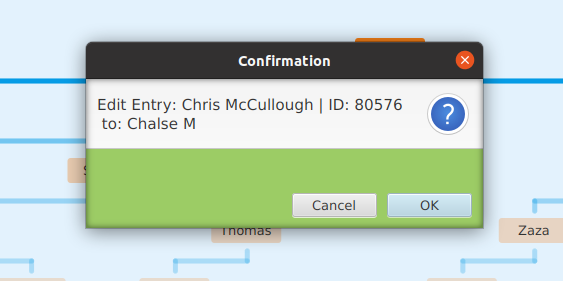 Confirmation
Edit Entry: Chris McCullough | ID: 80576
to: Chalse M
Cancel
OK
Thomas
Zaza